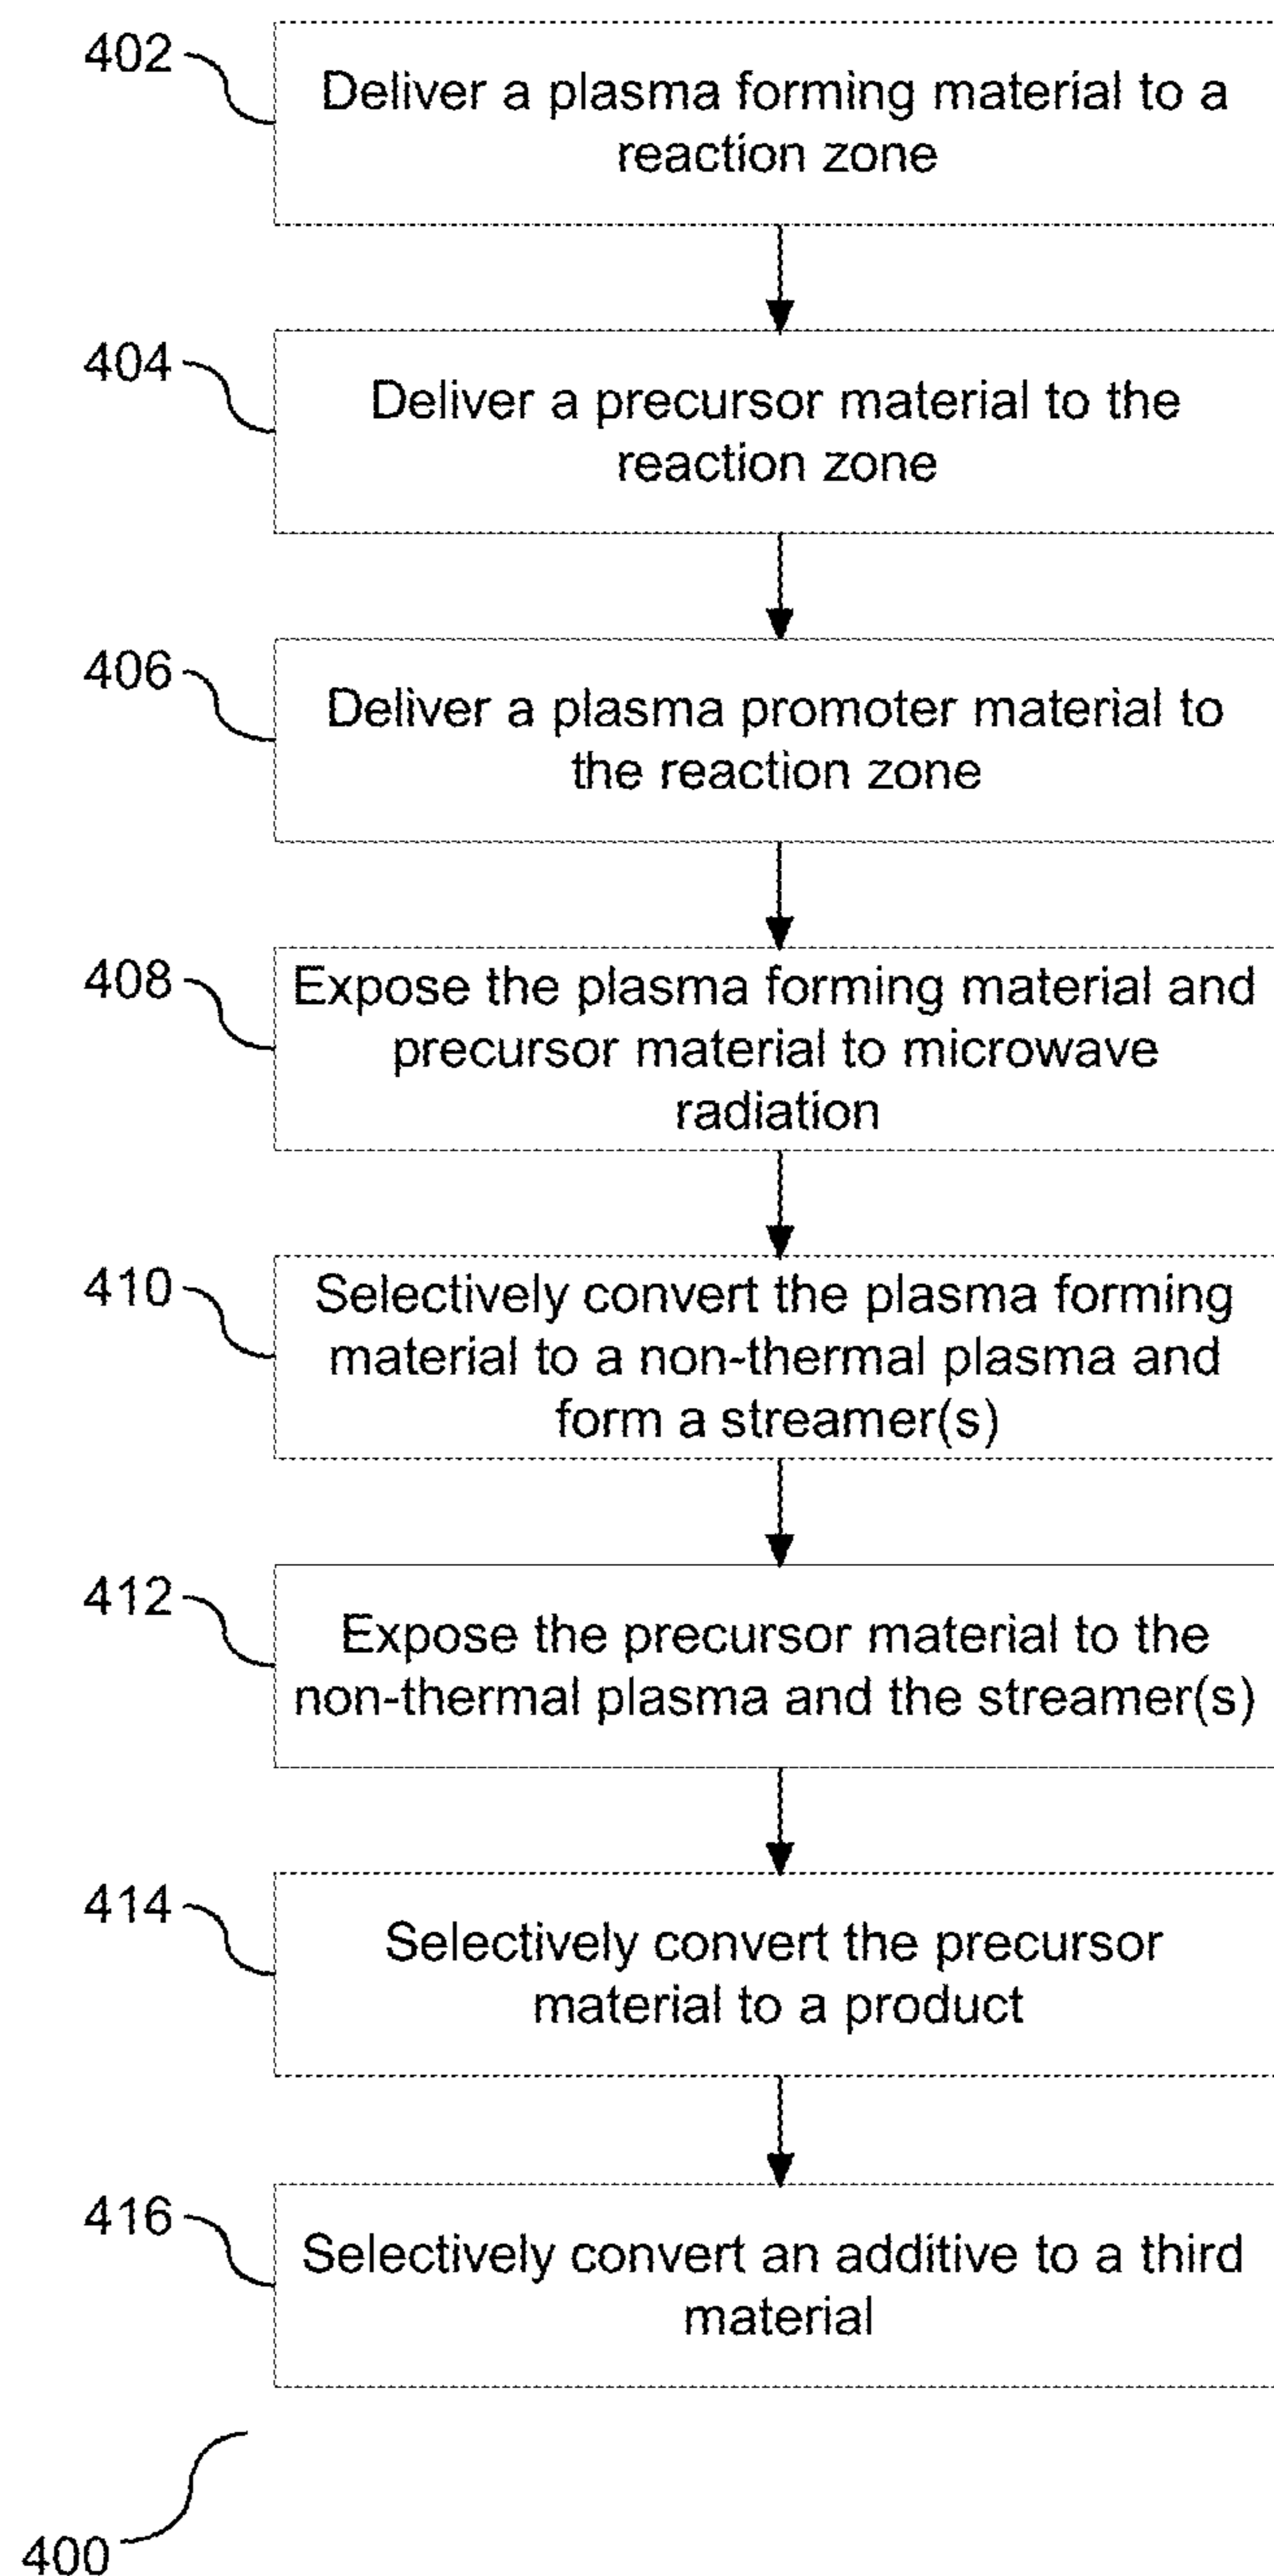 402
Deliver a plasma forming material to a
reaction zone
404
Deliver a precursor material to the
reaction zone
406
Deliver a plasma promoter material to
the reaction zone
408
Expose the plasma forming material and
precursor material to microwave
radiation
410
Selectively convert the plasma forming
material to a non-thermal plasma and
form a streamer(s)
412
Expose the precursor material to the
non-thermal plasma and the streamer(s)
414
Selectively convert the precursor
material to a product
416
Selectively convert an additive to a third
material
400